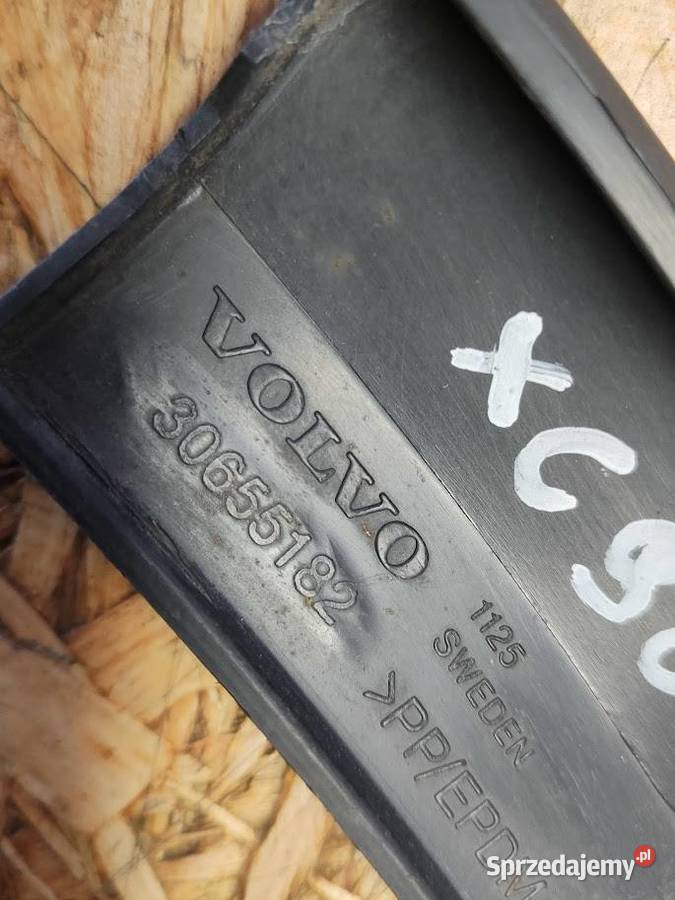 VOLVO
30655182
1125
SWEDEN
>PP/EPDM
XC90
Sprzedajemy.pl